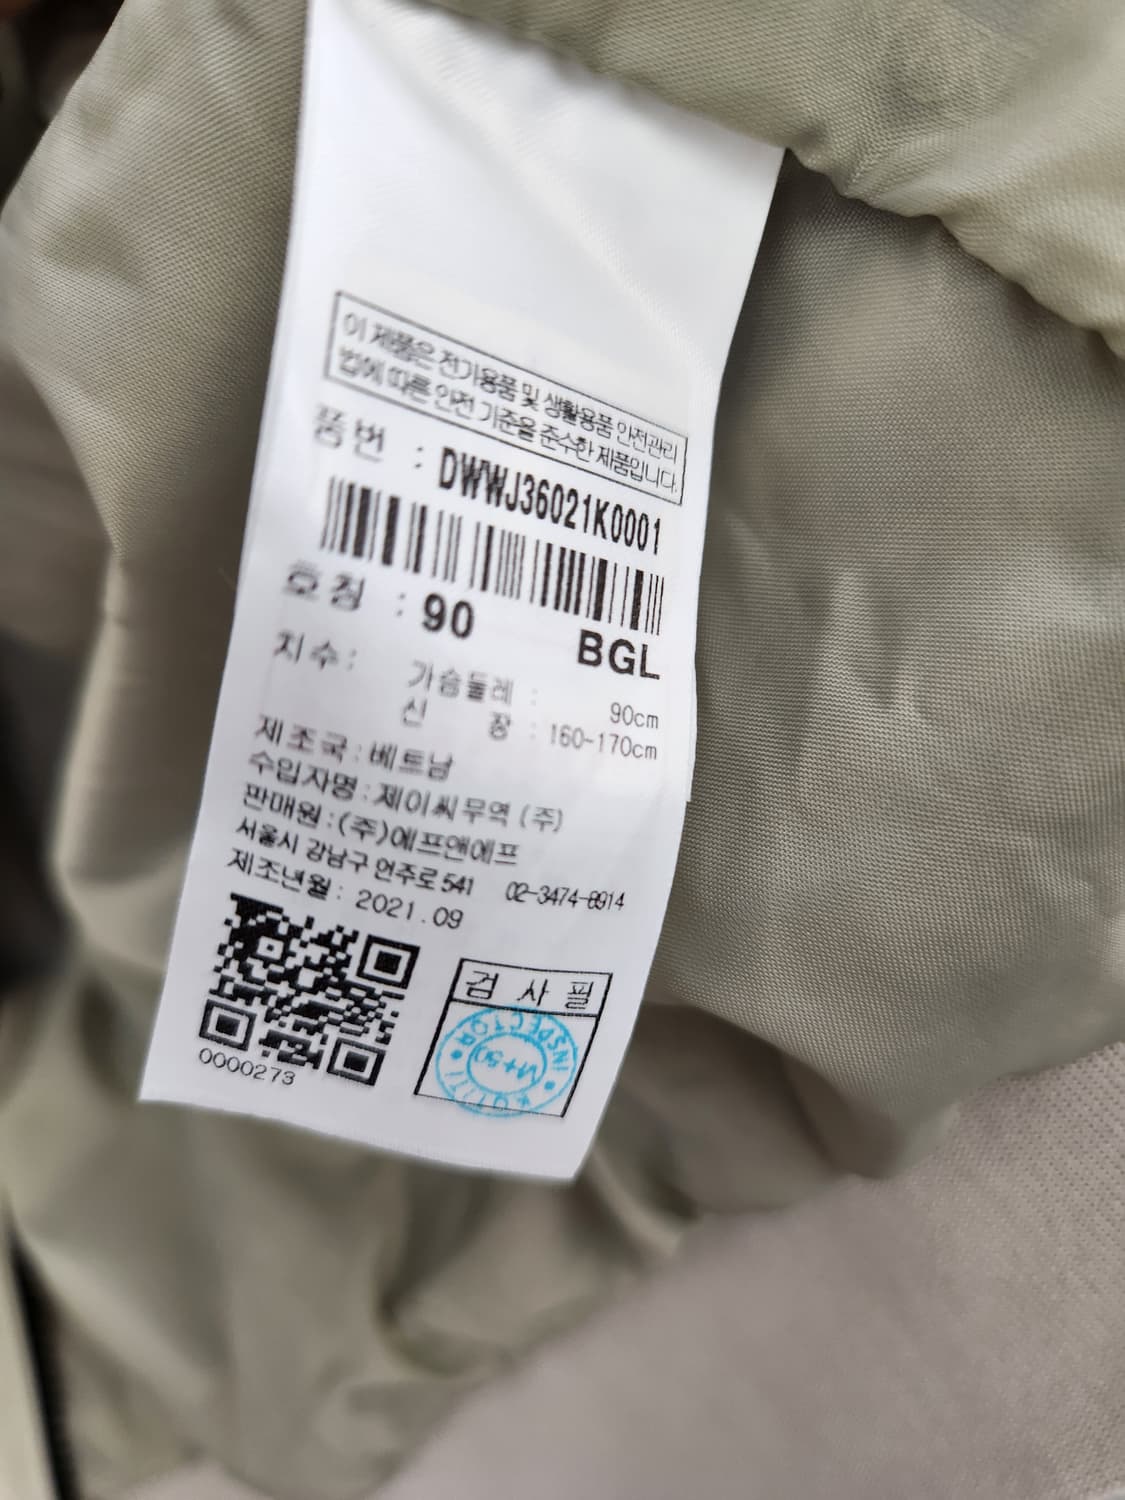 이 제품은 전기용품 및 생활용품 안전관리
법에 따른 안전 기준을 준수한 제품입니다.
품번 : DWWJ36021K0001
호칭 : 90 BGL
치수 : 가슴둘레 : 90cm
신 장 : 160-170cm
제조국 : 베트남
수입자명 : 제이씨무역 (주)
판매원 : (주)에프앤에프
서울시 강남구 언주로 541 02-3474-8914
제조년월 : 2021.09
0000273
검사필
INSPECTOR